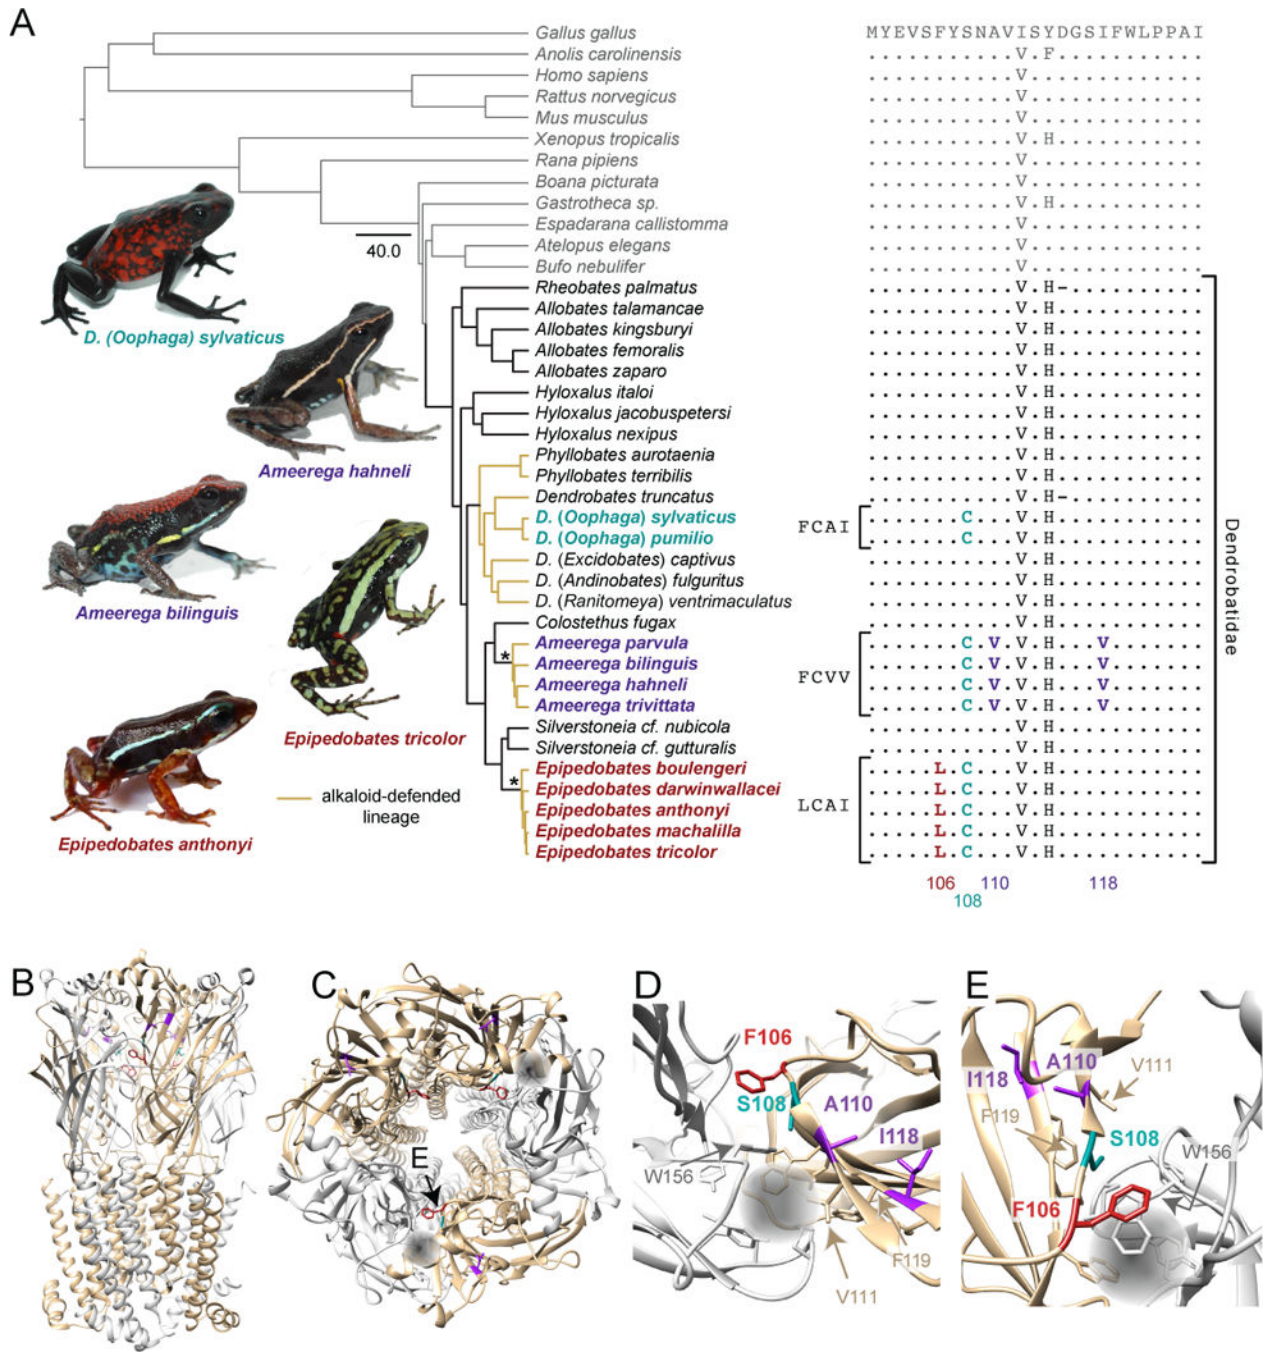 A
Gallus gallus
Anolis carolinensis
Homo sapiens
Rattus norvegicus
Mus musculus
Xenopus tropicalis
Rana pipiens
Boana picturata
Gastrotheca sp.
Espadarana callistomma
Atelopus elegans
Bufo nebulifer
Rheobates palmatus
Allobates talamancae
Allobates kingsburyi
Allobates femoralis
Allobates zaparo
Hyloxalus italoi
Hyloxalus jacobuspetersi
Hyloxalus nexipus
Phyllobates aurotaenia
Phyllobates terribilis
Dendrobates truncatus
D. (Oophaga) sylvaticus
D. (Oophaga) pumilio
D. (Excidobates) captivus
D. (Andinobates) fulguritus
D. (Ranitomeya) ventrimaculatus
Colostethus fugax
Ameerega parvula
Ameerega bilinguis
Ameerega hahneli
Ameerega trivittata
Silverstoneia cf. nubicola
Silverstoneia cf. gutturalis
Epipedobates boulengeri
Epipedobates darwinwallacei
Epipedobates anthonyi
Epipedobates machalilla
Epipedobates tricolor
40.0
*
*
D. (Oophaga) sylvaticus
Ameerega hahneli
Ameerega bilinguis
Epipedobates tricolor
Epipedobates anthonyi
alkaloid-defended
lineage
MYEVSFYSNAVISYDGSIFWLPPAI
...........V.F...........
...........V.............
...........V.............
...........V.............
...........V.H...........
...........V.............
...........V.............
...........V.H...........
...........V.............
...........V.............
...........V.............
...........V.H-..........
...........V.H...........
...........V.H...........
...........V.H...........
...........V.H...........
...........V.H...........
...........V.H...........
...........V.H...........
...........V.H...........
...........V.H...........
...........V.H-..........
.......C...V.H...........
.......C...V.H...........
...........V.H...........
...........V.H...........
...........V.H...........
...........V.H...........
.......C.V.V.H...V.......
.......C.V.V.H...V.......
.......C.V.V.H...V.......
.......C.V.V.H...V.......
...........V.H...........
...........V.H...........
.....L.C...V.H...........
.....L.C...V.H...........
.....L.C...V.H...........
.....L.C...V.H...........
.....L.C...V.H...........
FCAI
FCVV
LCAI
Dendrobatidae
106
108
110
118
B
C
E
D
F106
S108
A110
I118
W156
F119
V111
E
I118
A110
V111
F119
S108
W156
F106